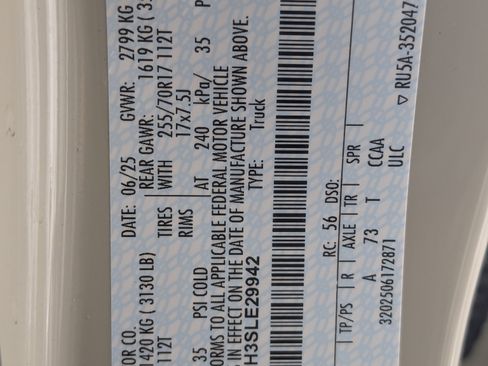 OR CO. DATE: 06/25 GVWR: 2799 KG
1420 KG ( 3130 LB) REAR GAWR: 1619 KG ( 35
112T TIRES WITH 255/70R17 112T
RIMS 17x7.5J
35 PSI COLD AT 240 kPa/ 35 P
ORMS TO ALL APPLICABLE FEDERAL MOTOR VEHICLE
S IN EFFECT ON THE DATE OF MANUFACTURE SHOWN ABOVE.
H3SLE29942 TYPE: Truck
RC: 56 DSO:
TP/PS R AXLE TR SPR
A 73 T CCAA
3202506172871 ULC
▽ RU5A-352047